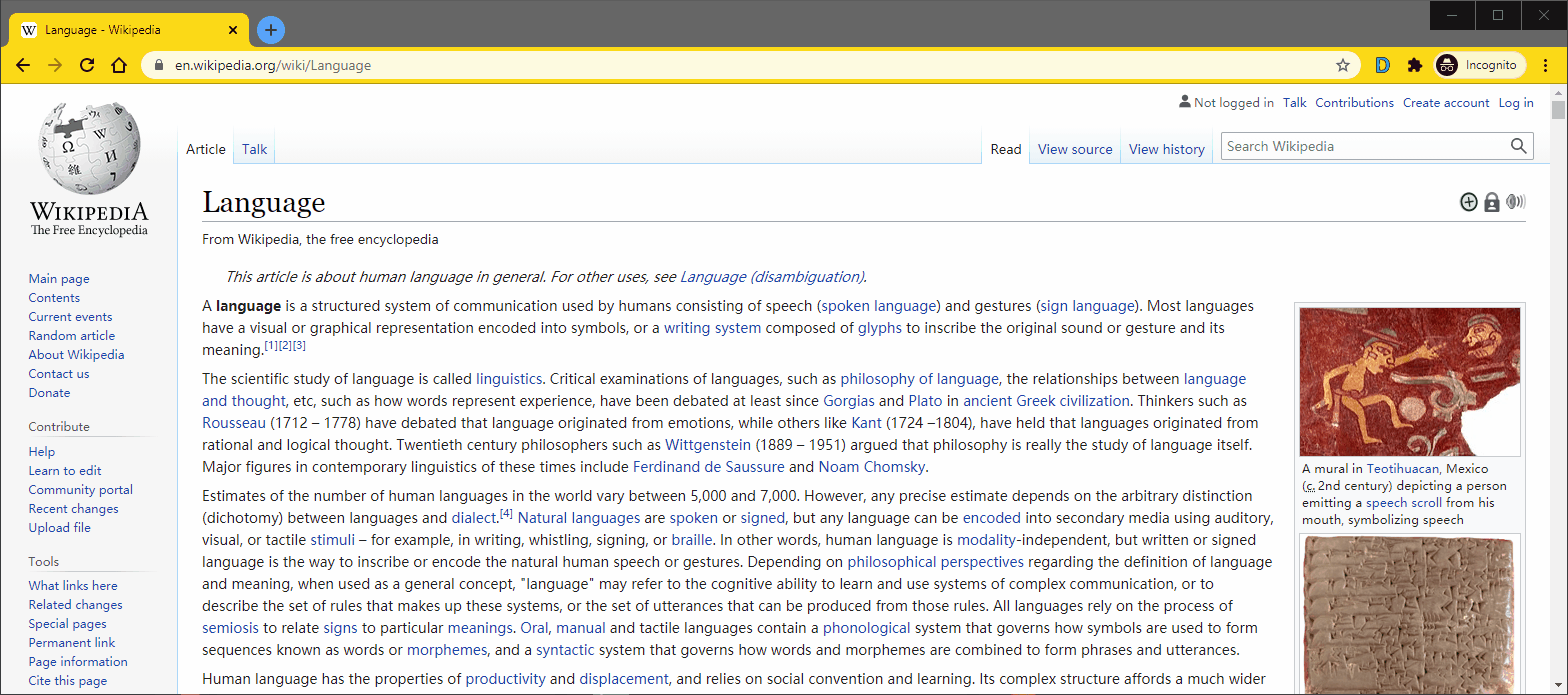 Language - Wikipedia
en.wikipedia.org/wiki/Language
Incognito
Not logged in Talk Contributions Create account Log in
Article Talk Read View source View history Search Wikipedia
WIKIPEDIA
The Free Encyclopedia
Main page
Contents
Current events
Random article
About Wikipedia
Contact us
Donate
Contribute
Help
Learn to edit
Community portal
Recent changes
Upload file
Tools
What links here
Related changes
Special pages
Permanent link
Page information
Cite this page
Language
From Wikipedia, the free encyclopedia
This article is about human language in general. For other uses, see Language (disambiguation).
A language is a structured system of communication used by humans consisting of speech (spoken language) and gestures (sign language). Most languages
have a visual or graphical representation encoded into symbols, or a writing system composed of glyphs to inscribe the original sound or gesture and its
meaning.[1][2][3]
The scientific study of language is called linguistics. Critical examinations of languages, such as philosophy of language, the relationships between language
and thought, etc, such as how words represent experience, have been debated at least since Gorgias and Plato in ancient Greek civilization. Thinkers such as
Rousseau (1712 – 1778) have debated that language originated from emotions, while others like Kant (1724 –1804), have held that languages originated from
rational and logical thought. Twentieth century philosophers such as Wittgenstein (1889 – 1951) argued that philosophy is really the study of language itself.
Major figures in contemporary linguistics of these times include Ferdinand de Saussure and Noam Chomsky.
Estimates of the number of human languages in the world vary between 5,000 and 7,000. However, any precise estimate depends on the arbitrary distinction
(dichotomy) between languages and dialect.[4] Natural languages are spoken or signed, but any language can be encoded into secondary media using auditory,
visual, or tactile stimuli – for example, in writing, whistling, signing, or braille. In other words, human language is modality-independent, but written or signed
language is the way to inscribe or encode the natural human speech or gestures. Depending on philosophical perspectives regarding the definition of language
and meaning, when used as a general concept, "language" may refer to the cognitive ability to learn and use systems of complex communication, or to
describe the set of rules that makes up these systems, or the set of utterances that can be produced from those rules. All languages rely on the process of
semiosis to relate signs to particular meanings. Oral, manual and tactile languages contain a phonological system that governs how symbols are used to form
sequences known as words or morphemes, and a syntactic system that governs how words and morphemes are combined to form phrases and utterances.
Human language has the properties of productivity and displacement, and relies on social convention and learning. Its complex structure affords a much wider
A mural in Teotihuacan, Mexico
(c. 2nd century) depicting a person
emitting a speech scroll from his
mouth, symbolizing speech